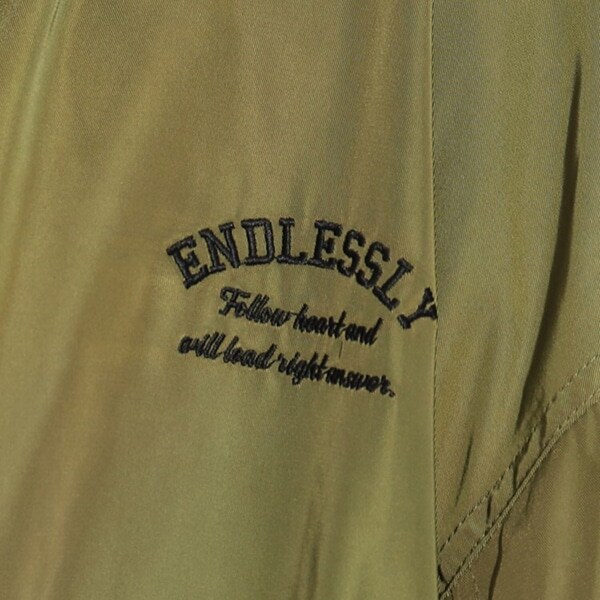 ENDLESSLY
Follow heart and
will lead right answer.